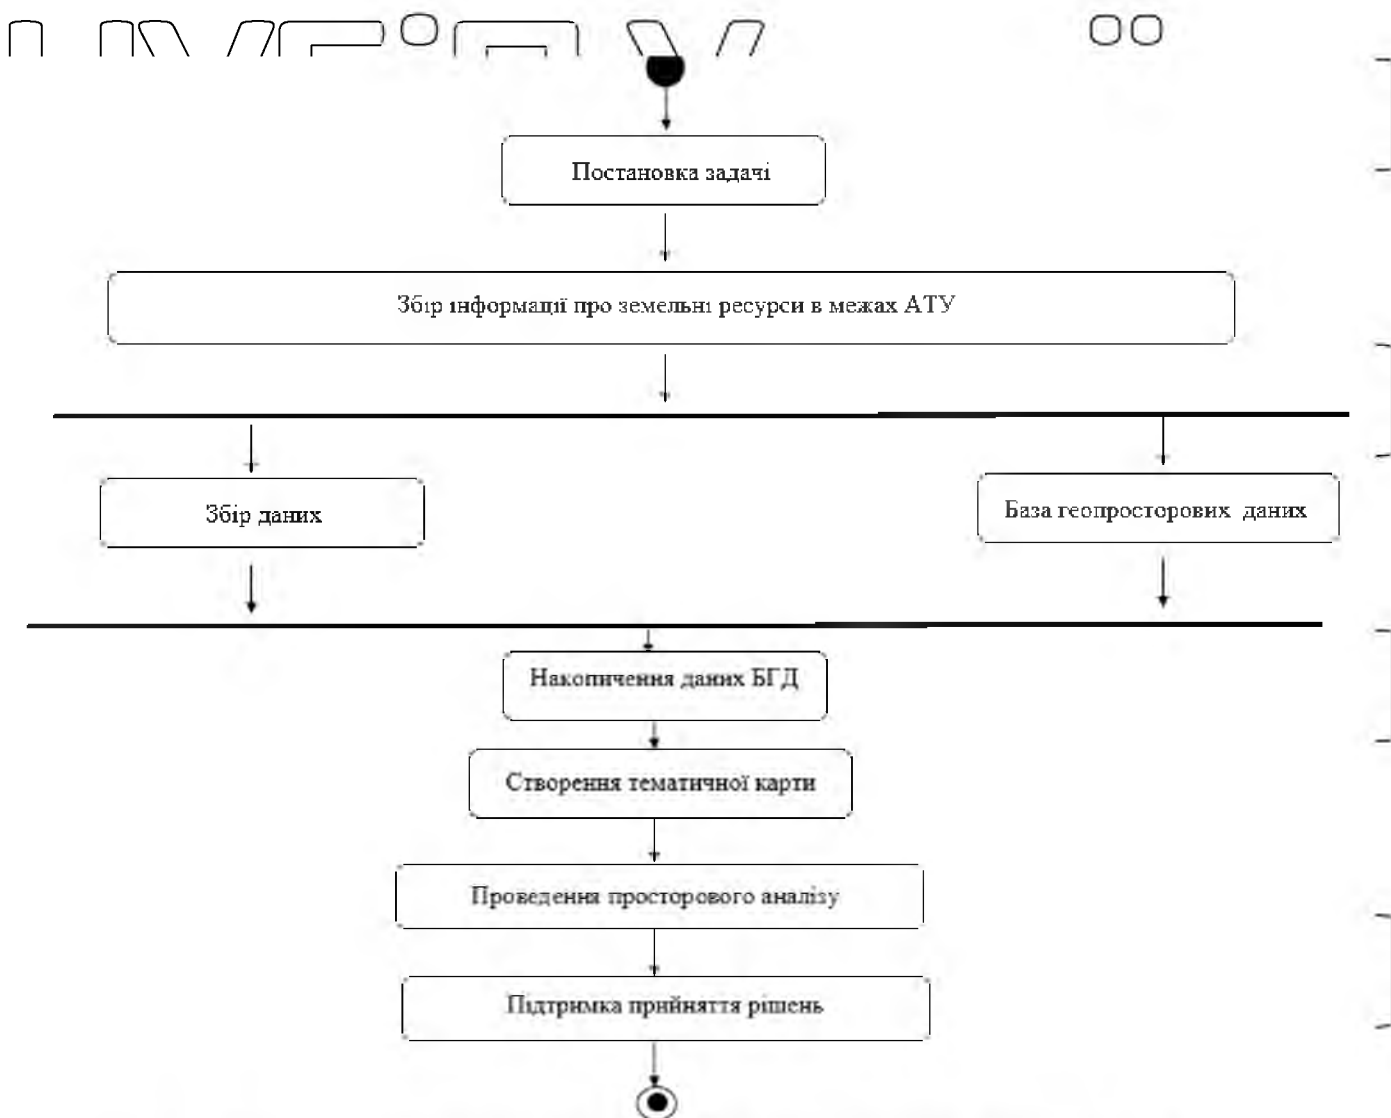 Постановка задачі
Збір інформації про земельні ресурси в межах АТУ
Збір даних
База геопросторових даних
Накопичення даних БГД
Створення тематичної карти
Проведення просторового аналізу
Підтримка прийняття рішень